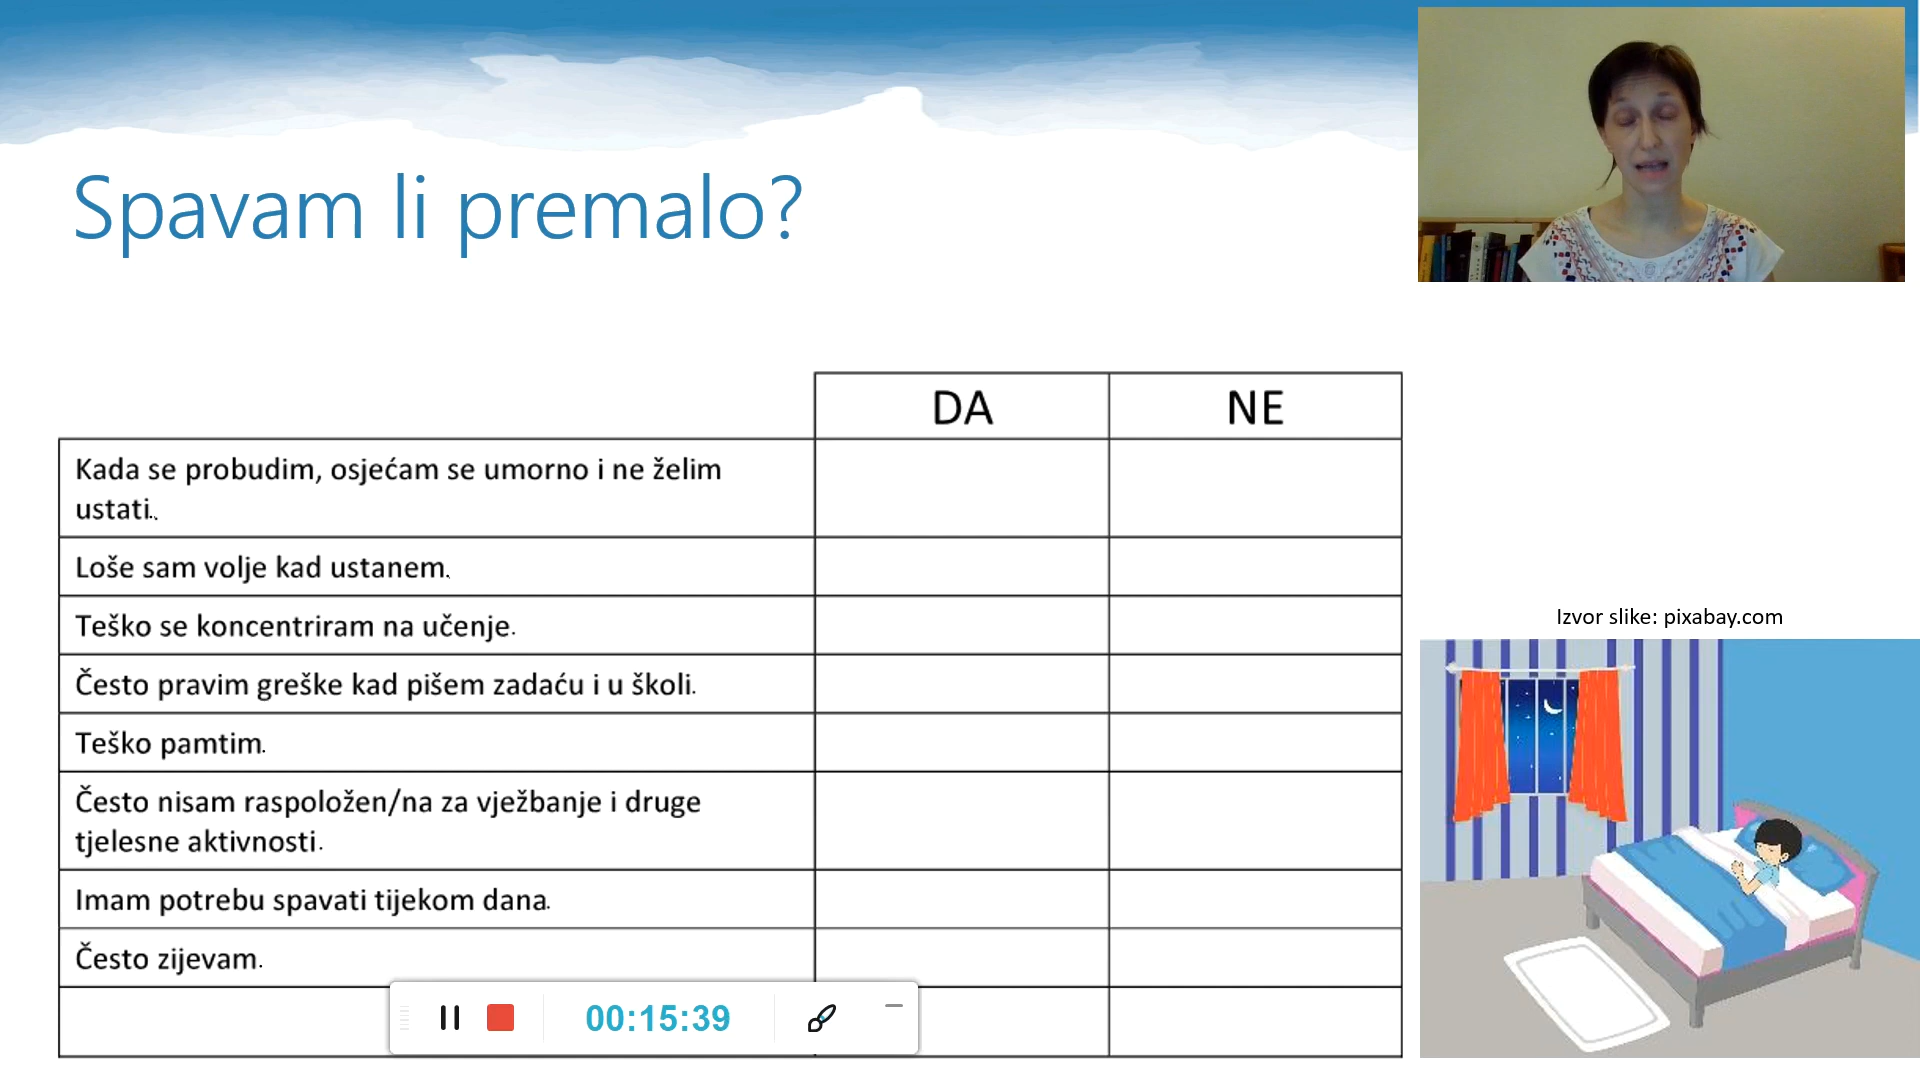 Spavam li premalo?
DA NE
Kada se probudim, osjećam se umorno i ne želim
ustati.
Loše sam volje kad ustanem.
Teško se koncentriram na učenje.
Često pravim greške kad pišem zadaću i u školi.
Teško pamtim.
Često nisam raspoložen/na za vježbanje i druge
tjelesne aktivnosti.
Imam potrebu spavati tijekom dana.
Često zijevam.
Izvor slike: pixabay.com
00:15:39